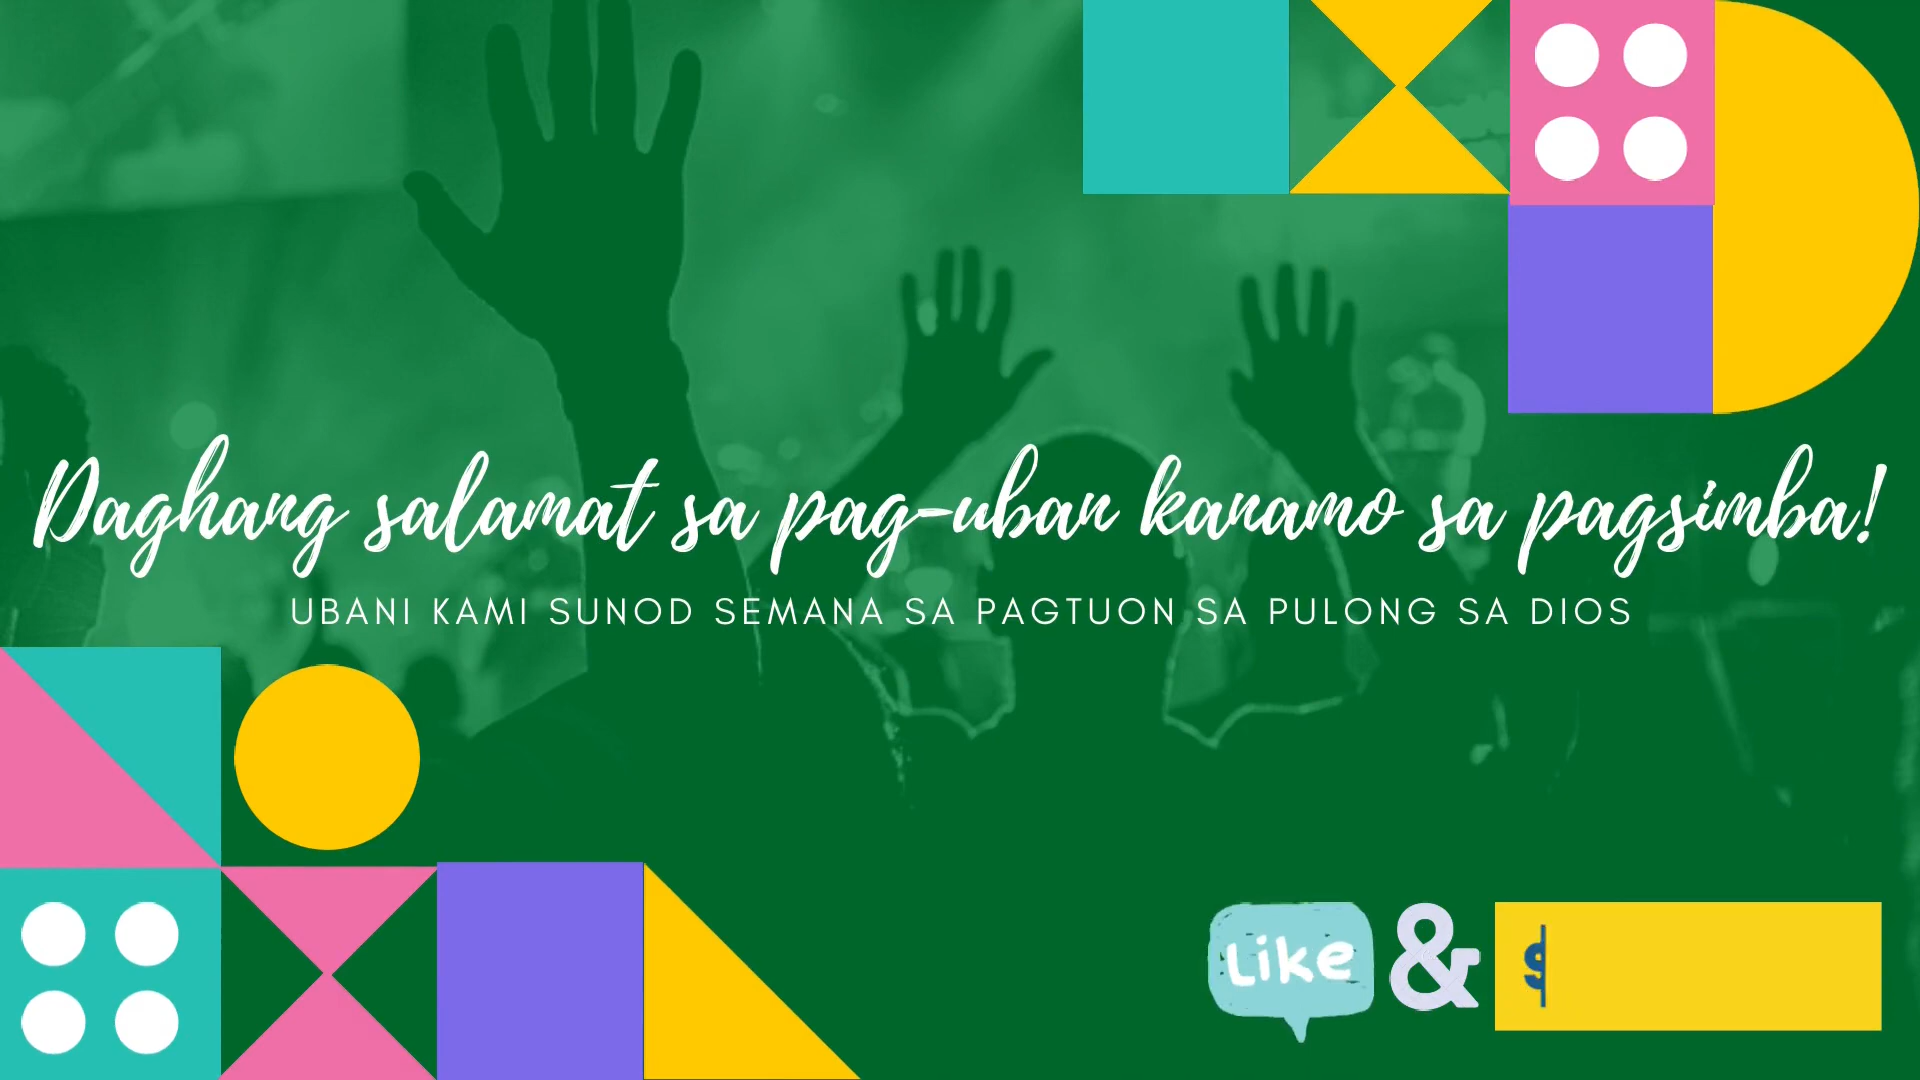 Daghang salamat sa pag-uban kanamo sa pagsimba!
UBANI KAMI SUNOD SEMANA SA PAGTUON SA PULONG SA DIOS
Like &